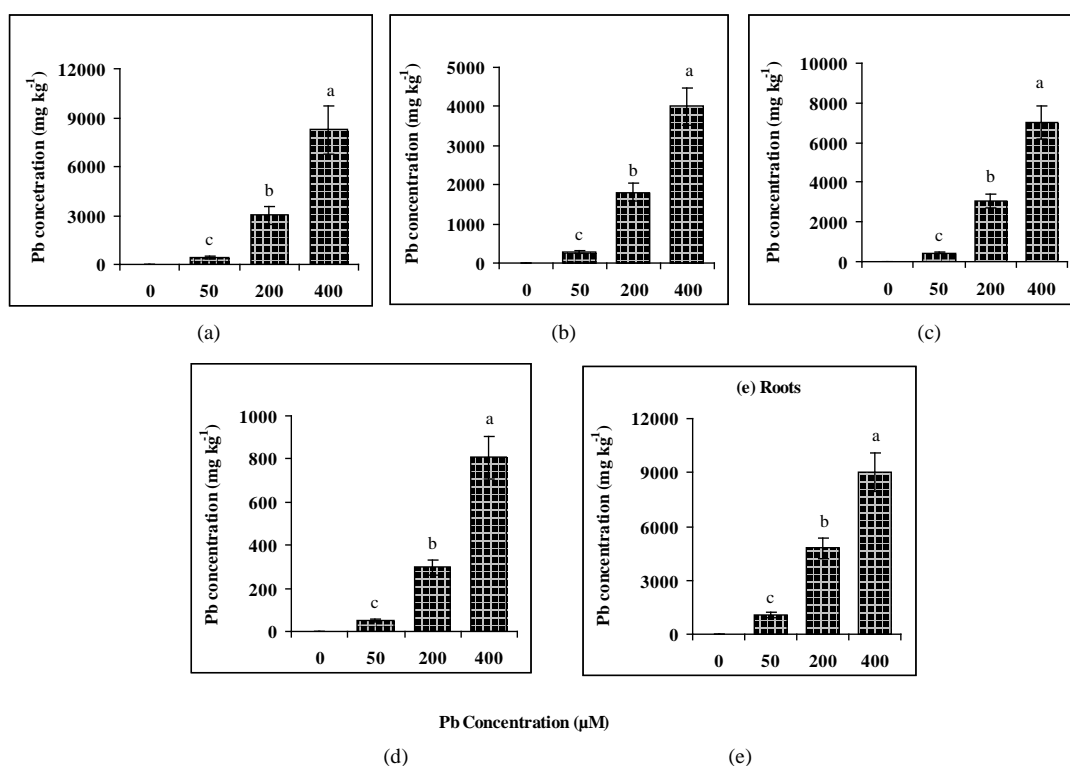 Pb concetration (mg kg-1)
12000
9000
6000
3000
0
a
b
c
0 50 200 400
(a)
Pb concentration (mg kg-1)
5000
4000
3000
2000
1000
0
a
b
c
0 50 200 400
(b)
Pb concentration (mg kg-1)
10000
8000
6000
4000
2000
0
a
b
c
0 50 200 400
(c)
Pb concentration (mg kg-1)
1000
800
600
400
200
0
a
b
c
0 50 200 400
(e) Roots
Pb concentration (mg kg-1)
12000
9000
6000
3000
0
a
b
c
0 50 200 400
Pb Concentration (µM)
(d) (e)